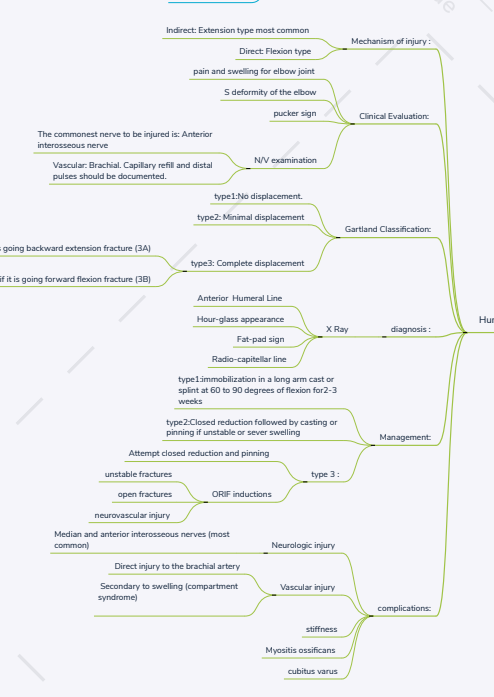 Indirect: Extension type most common
Mechanism of injury :
Direct: Flexion type
pain and swelling for elbow joint
S deformity of the elbow
Clinical Evaluation:
pucker sign
The commonest nerve to be injured is: Anterior
interosseous nerve
N/V examination
Vascular: Brachial. Capillary refill and distal
pulses should be documented.
type1:No displacement.
type2: Minimal displacement
Gartland Classification:
going backward extension fracture (3A)
type3: Complete displacement
if it is going forward flexion fracture (3B)
Anterior Humeral Line
Hour-glass appearance
X Ray
diagnosis :
Fat-pad sign
Radio-capitellar line
type1:immobilization in a long arm cast or
splint at 60 to 90 degrees of flexion for2-3
weeks
type2:Closed reduction followed by casting or
pinning if unstable or sever swelling
Management:
Attempt closed reduction and pinning
type 3 :
unstable fractures
open fractures
ORIF inductions
neurovascular injury
Median and anterior interosseous nerves (most
common)
Neurologic injury
Direct injury to the brachial artery
Vascular injury
Secondary to swelling (compartment
syndrome)
complications:
stiffness
Myositis ossificans
cubitus varus